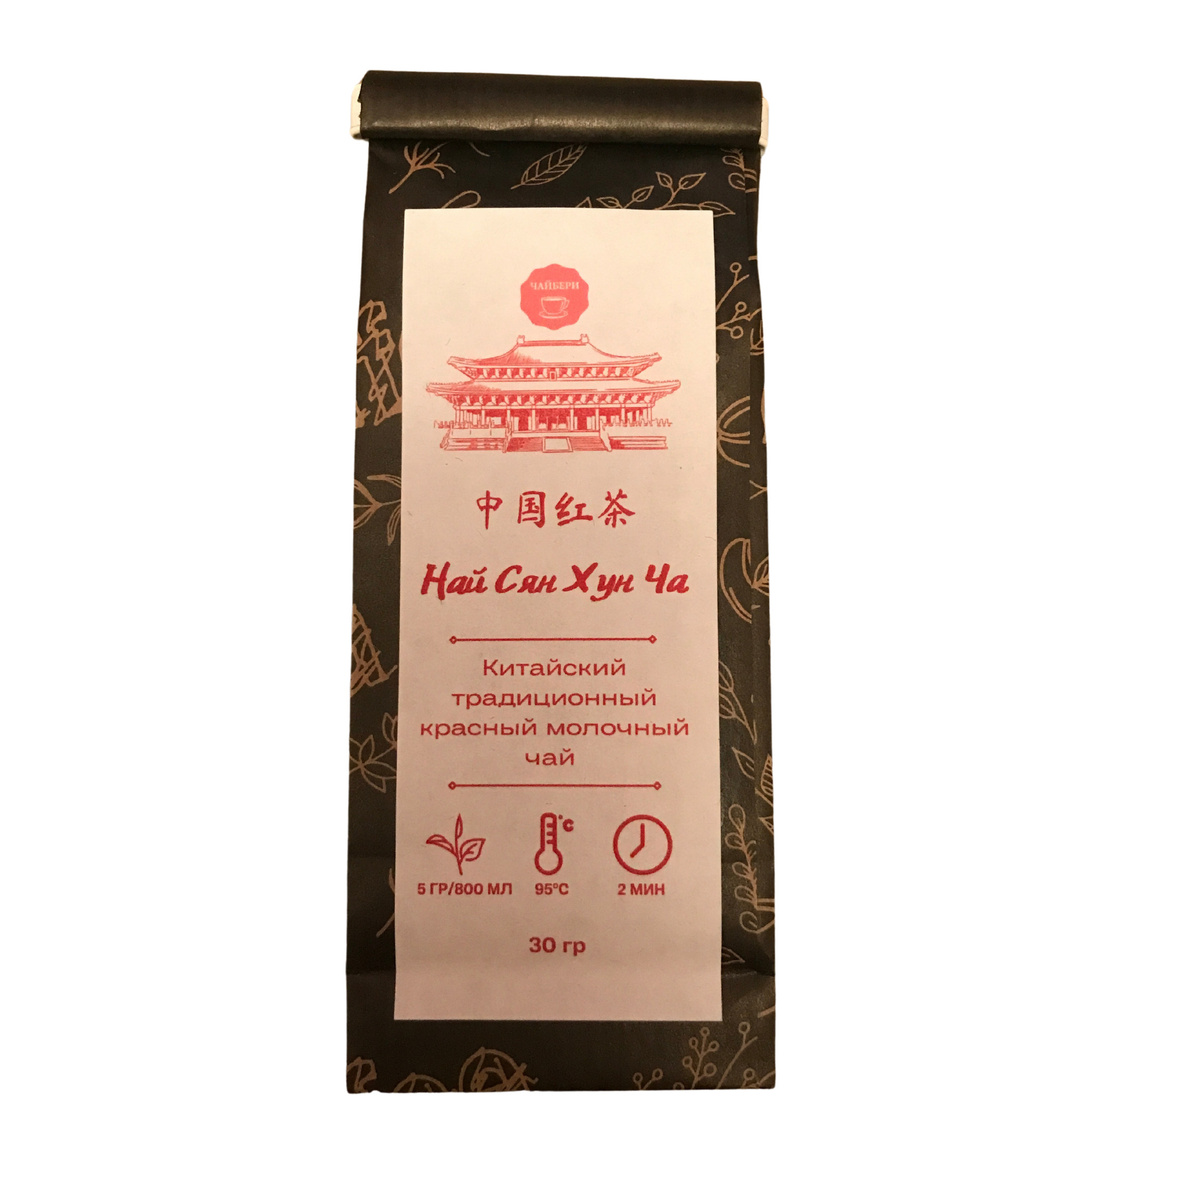 ЧАЙБЕРИ
中国红茶
Най Сян Хун Ча
Китайский
традиционный
красный молочный
чай
°C
5 ГР/800 МЛ 95°C 2 МИН
30 гр